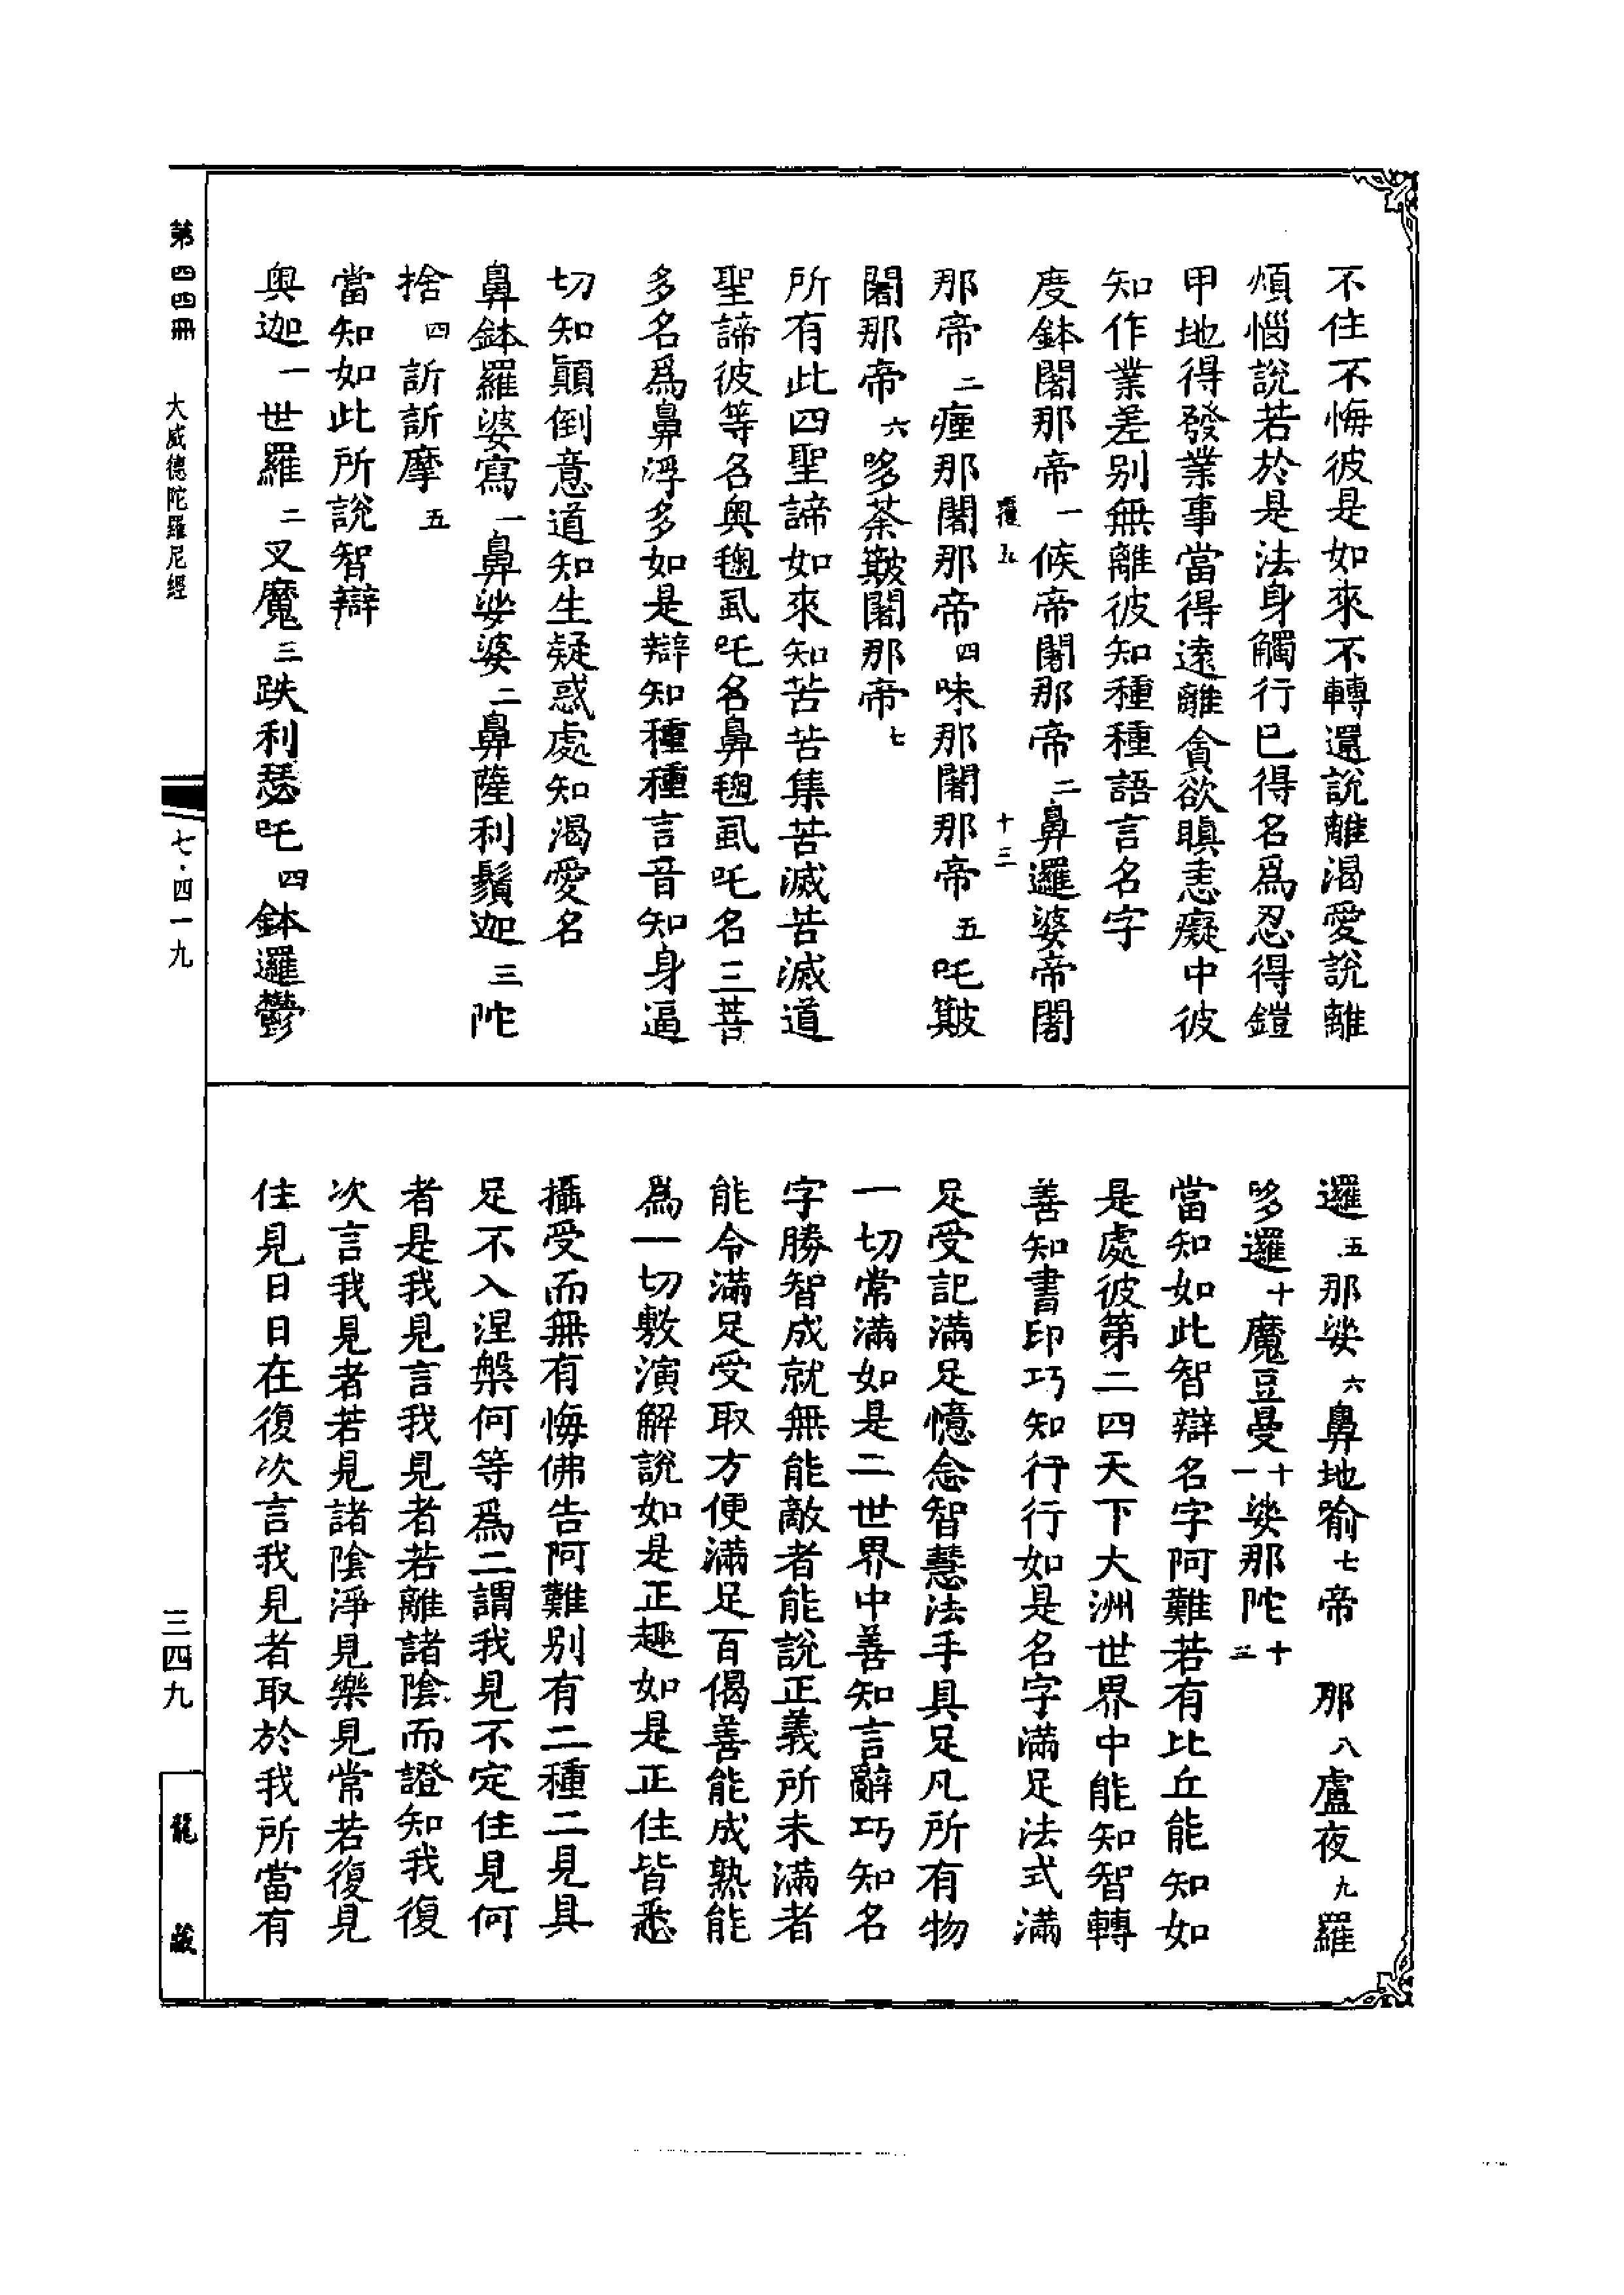 不住不悔彼是如來不轉還說離渴愛說離
煩惱說若於是法身觸行已得名爲忍得鎧
甲地得發業事當得遠離貪欲瞋恚癡中彼
知作業差別無離彼知種種語言名字
度鉢闍那帝一候帝闍那帝二鼻邏婆帝闍
十三
那帝二瘇那闍那帝四味那闍那帝五吒簸
闍那帝六哆荼簸闍那帝七
所有此四聖諦如來知苦苦集苦滅苦滅道
聖諦彼等名奧虱吒名鼻虱吒名三菩
多名爲鼻浮多如是辯知種種言音知身逼
切知顚倒意道知生疑惑處知渴愛名
鼻鉢羅婆寫一鼻娑婆二鼻薩利鬚迦三陀
捨四訢訢摩五
當知如此所說智辯
奧迦一世羅二叉魔三跌利瑟吒四鉢邏鬱
邏五那娑六鼻地喻七帝那八盧夜九羅
哆邏十魔豆曼十一娑那陀十三
當知如此智辯名字阿難若有比丘能知如
是處彼第二四天下大洲世界中能知智轉
善知書印巧知行行如是名字滿足法式滿
足受記滿足憶念智慧法手具足凡所有物
一切常滿如是二世界中善知言辭巧知名
字勝智成就無能敵者能說正義所未滿者
能令滿足受取方便滿足百偈善能成熟能
爲一切敷演解說如是正趣如是正住皆悉
攝受而無有悔佛告阿難別有二種二見具
足不入涅槃何等爲二謂我見不定住見何
者是我見言我見者若離諸陰而證知我復
次言我見者若見諸陰淨見樂見常若復見
住見日日在復次言我見者取於我所當有
第四四冊
大威德陀羅尼經
七·四一九
三四九
龍藏